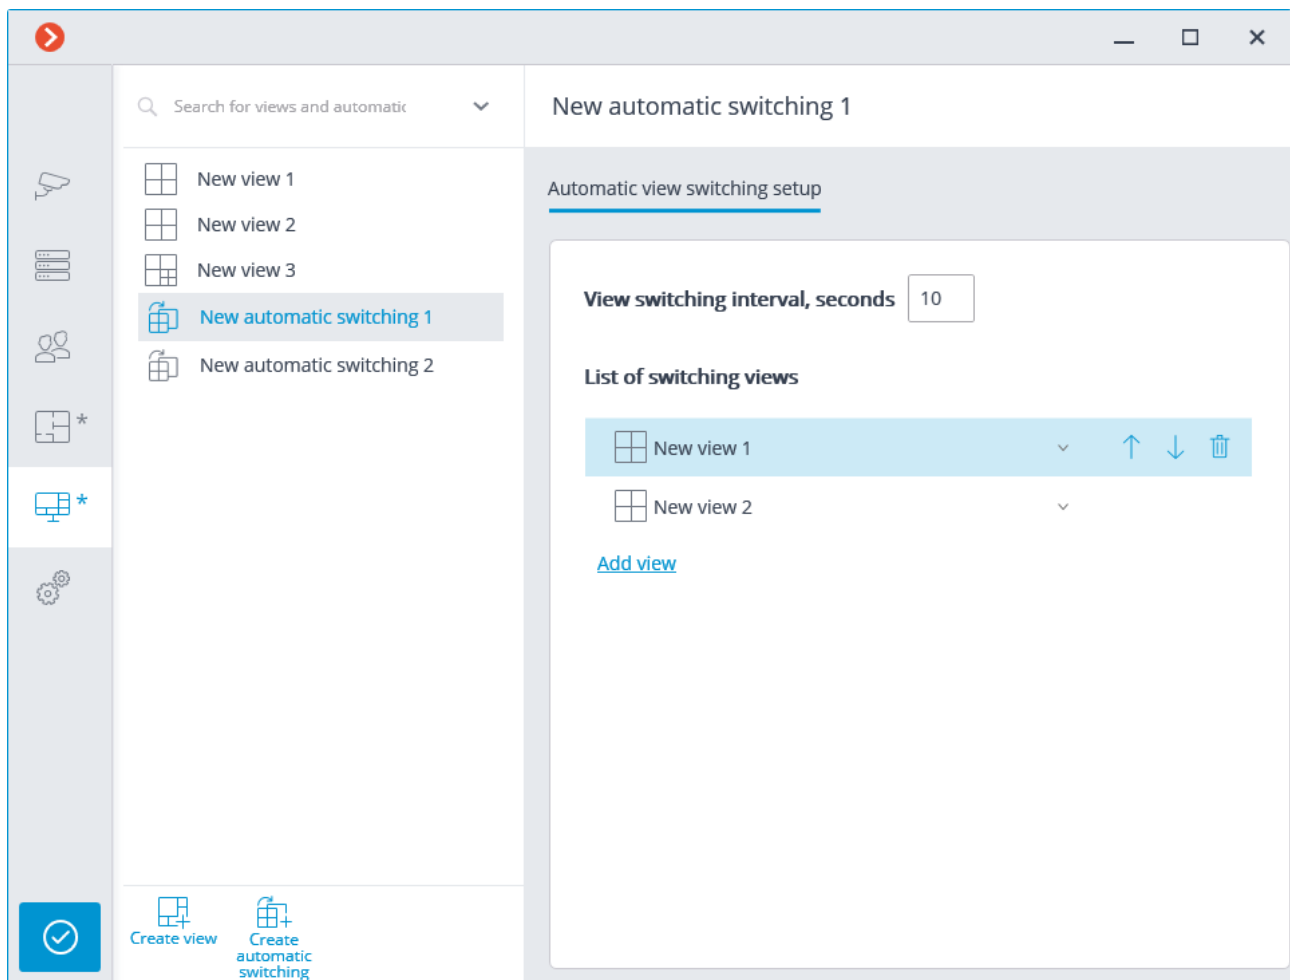 Search for views and automatic
New automatic switching 1
New view 1
New view 2
New view 3
New automatic switching 1
New automatic switching 2
*
*
Automatic view switching setup
View switching interval, seconds 10
List of switching views
New view 1
New view 2
Add view
Create view
Create
automatic
switching